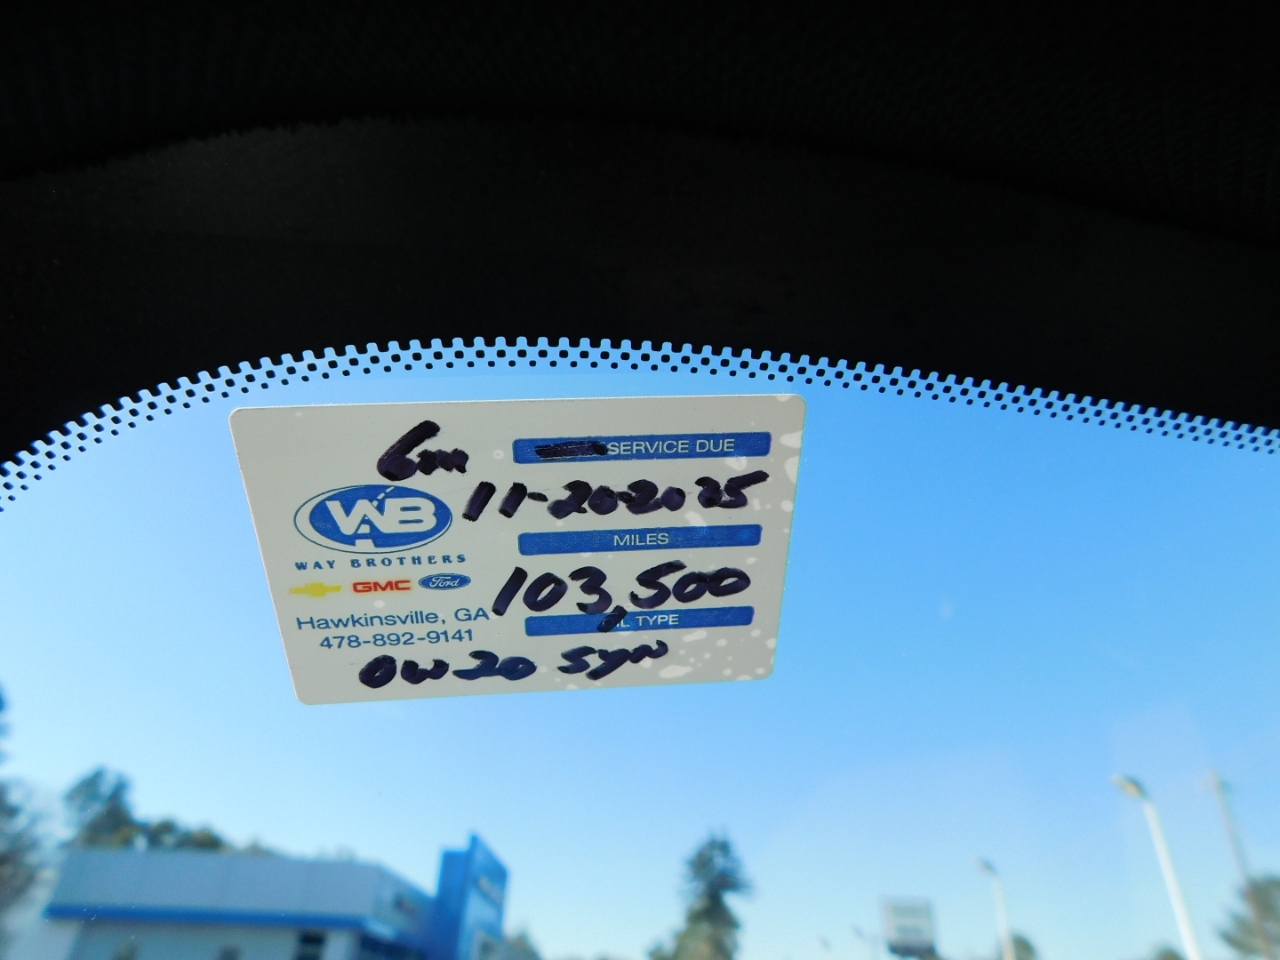 6m
SERVICE DUE
11-20-2025
WAB
WAY BROTHERS
MILES
GMC Ford
103,500
Hawkinsville, GA
478-892-9141
IL TYPE
0W20 SYN